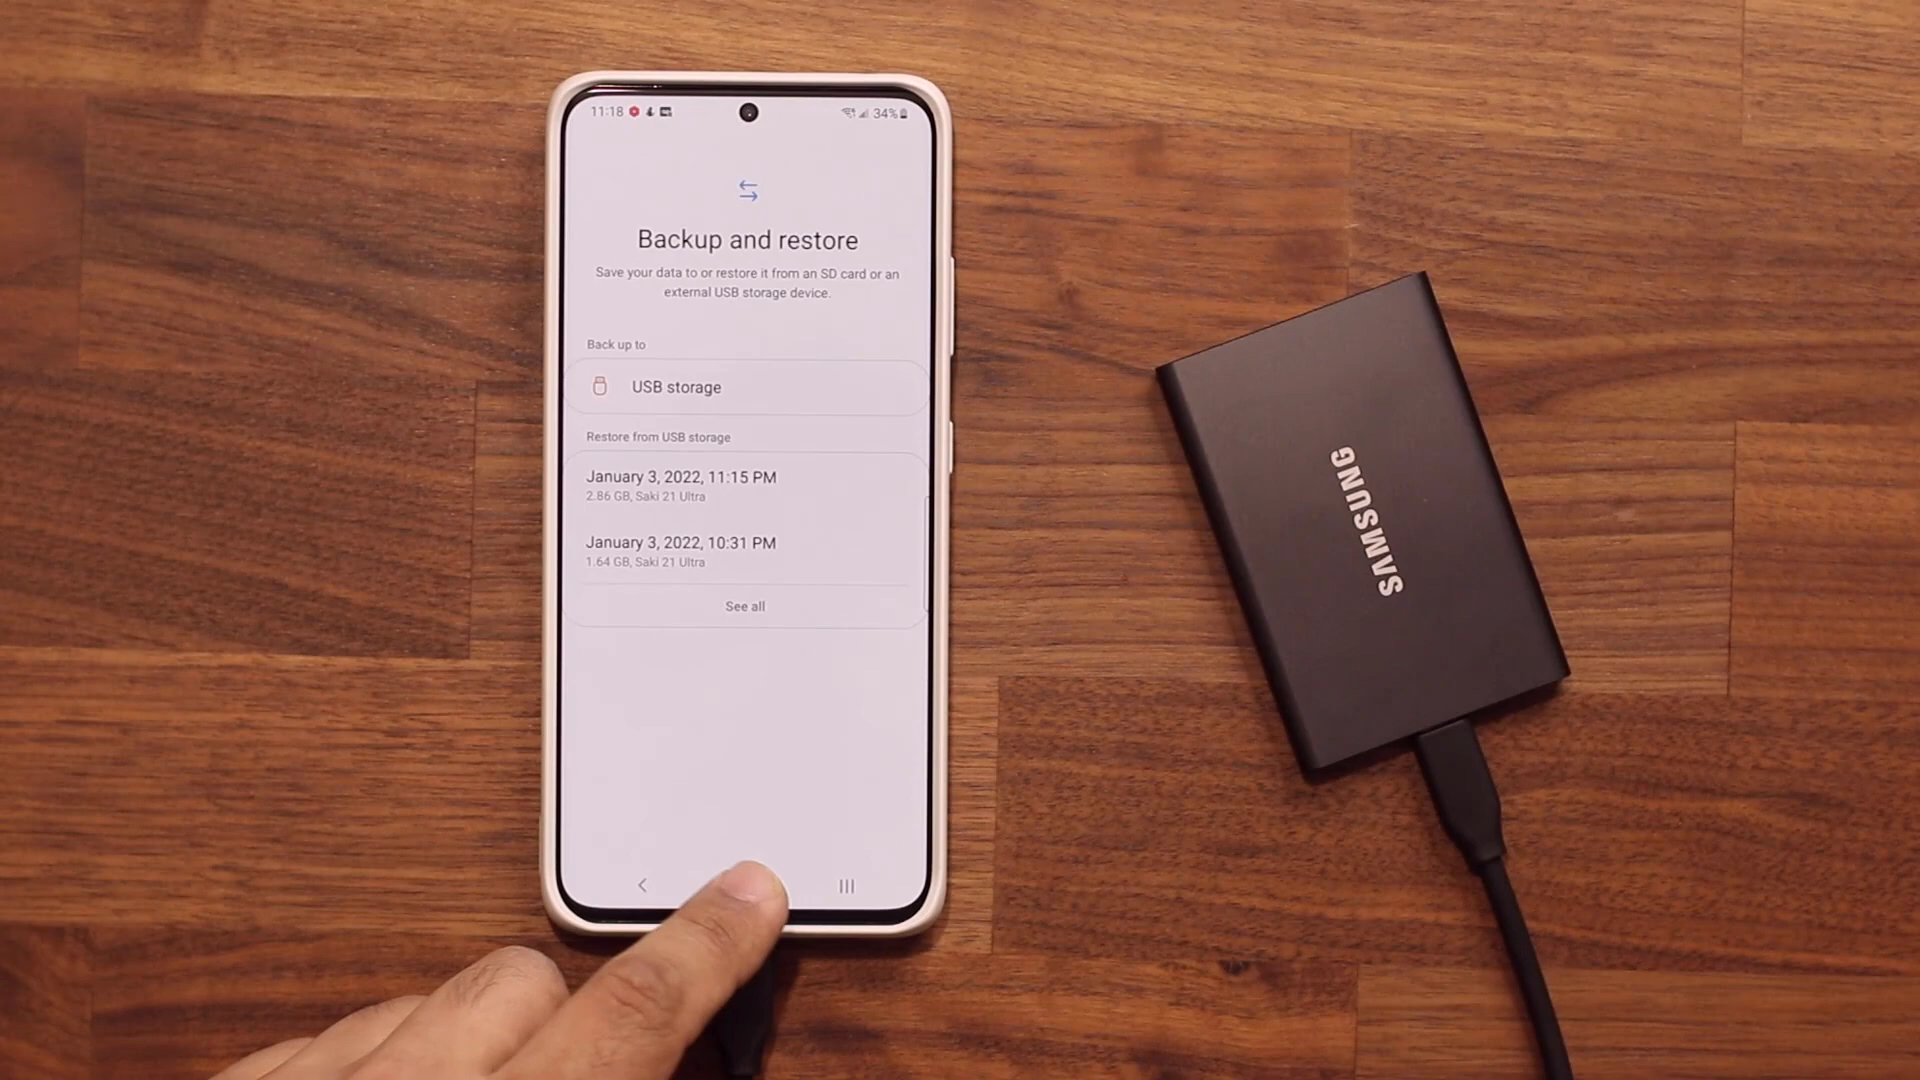 11:18
34%
Backup and restore
Save your data to or restore it from an SD card or an
external USB storage device.
Back up to
USB storage
Restore from USB storage
January 3, 2022, 11:15 PM
2.86 GB, Saki 21 Ultra
January 3, 2022, 10:31 PM
1.64 GB, Saki 21 Ultra
See all
SAMSUNG